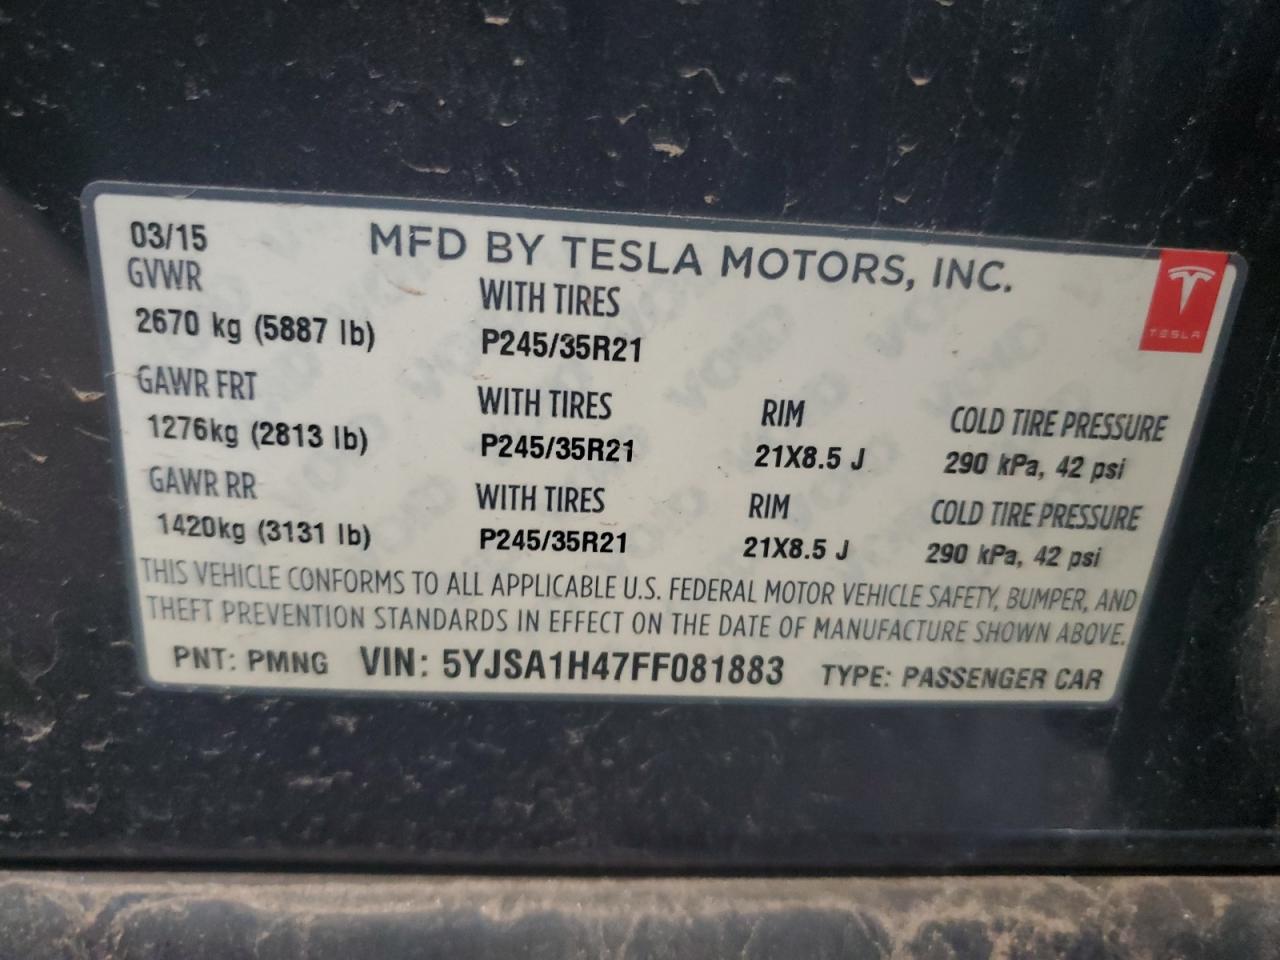 03/15 MFD BY TESLA MOTORS, INC.
TESLA
GVWR WITH TIRES
2670 kg (5887 lb) P245/35R21
GAWR FRT WITH TIRES RIM COLD TIRE PRESSURE
1276kg (2813 lb) P245/35R21 21X8.5 J 290 kPa, 42 psi
GAWR RR WITH TIRES RIM COLD TIRE PRESSURE
1420kg (3131 lb) P245/35R21 21X8.5 J 290 kPa, 42 psi
THIS VEHICLE CONFORMS TO ALL APPLICABLE U.S. FEDERAL MOTOR VEHICLE SAFETY, BUMPER, AND
THEFT PREVENTION STANDARDS IN EFFECT ON THE DATE OF MANUFACTURE SHOWN ABOVE.
PNT: PMNG VIN: 5YJSA1H47FF081883 TYPE: PASSENGER CAR